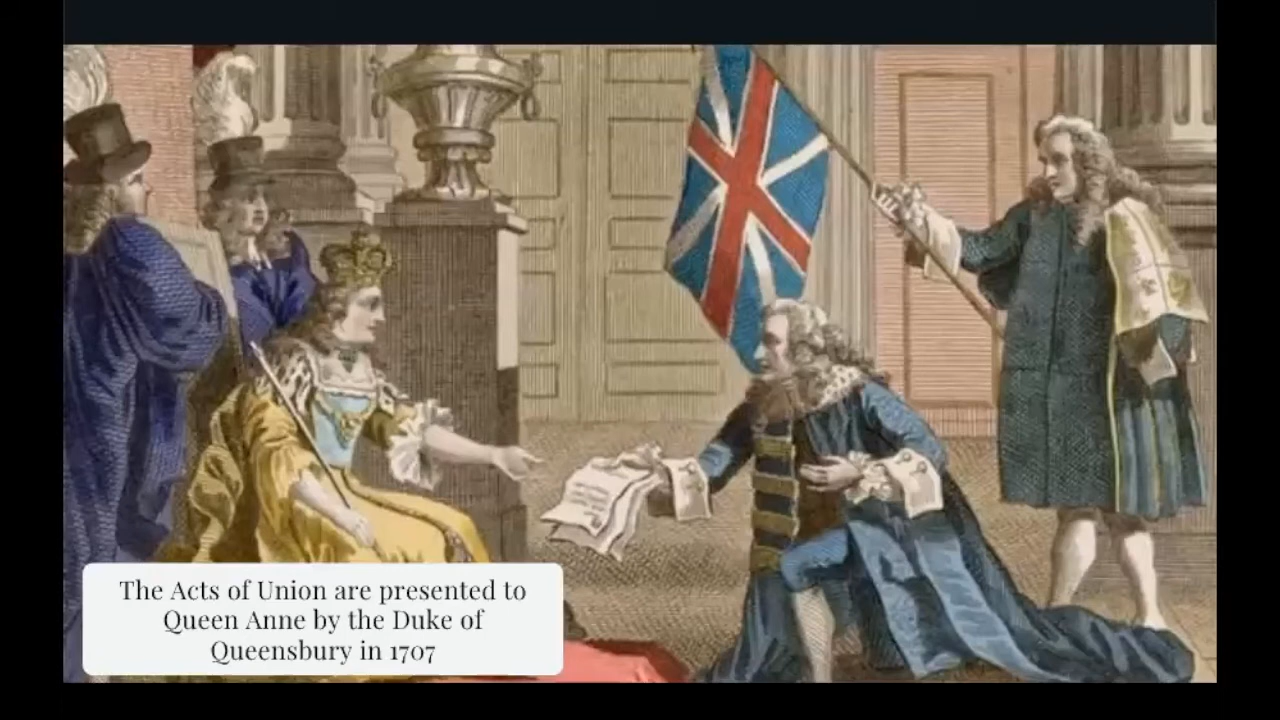 The Acts of Union are presented to
Queen Anne by the Duke of
Queensbury in 1707